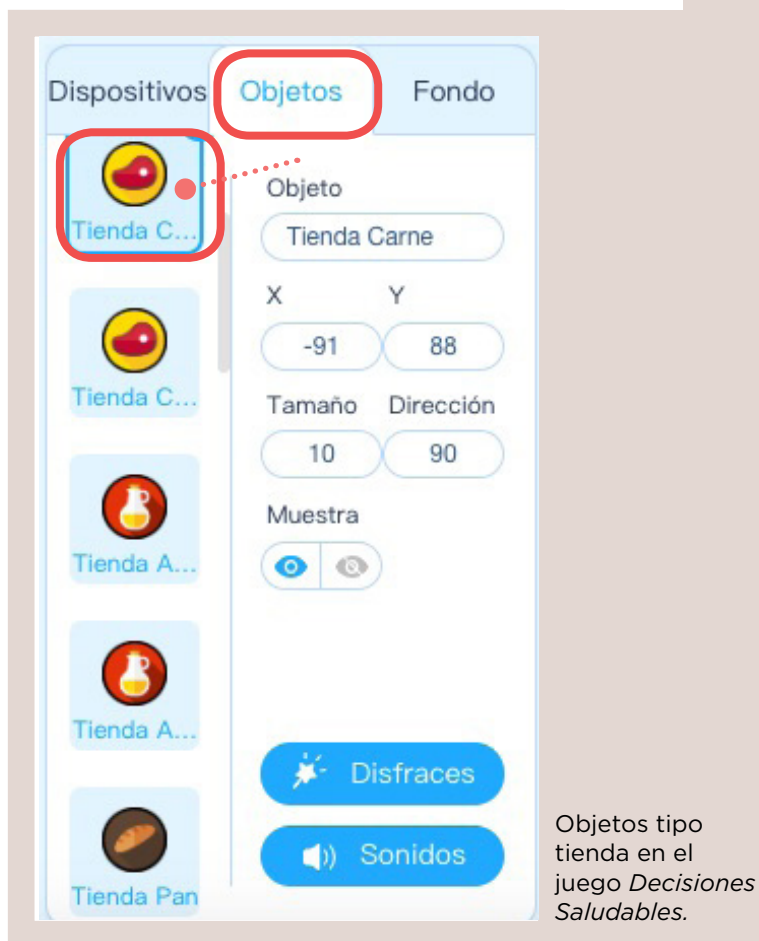 Dispositivos Objetos Fondo
Tienda C...
Tienda C...
Tienda A...
Tienda A...
Tienda Pan
Objeto
Tienda Carne
X Y
-91 88
Tamaño Dirección
10 90
Muestra
Disfraces
Sonidos
Objetos tipo
tienda en el
juego Decisiones
Saludables.